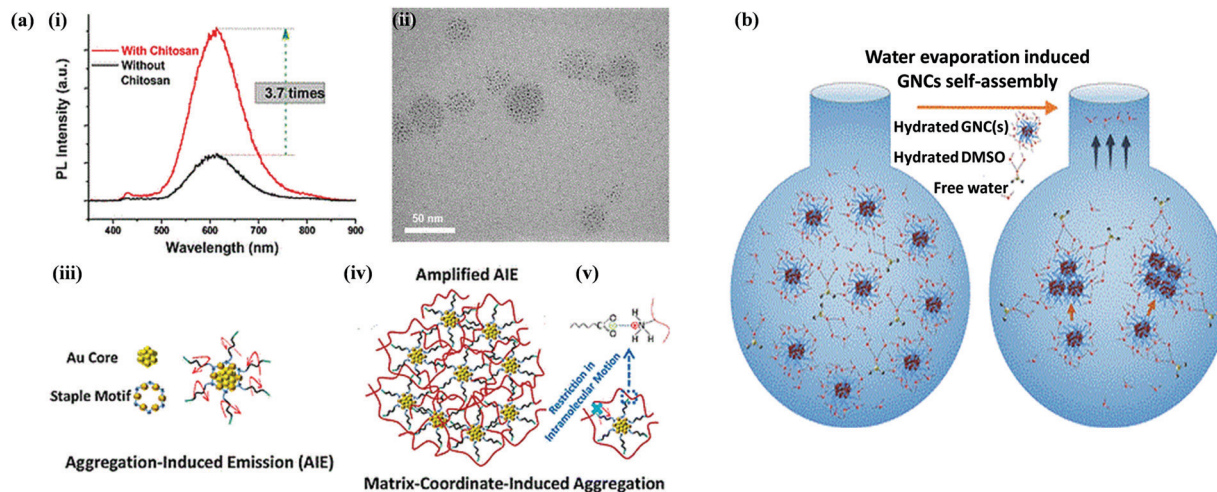 (a)
(i)
PL Intensity (a.u.)
With Chitosan
Without
Chitosan
3.7 times
400
500
600
700
800
900
Wavelength (nm)
(ii)
50 nm
(iii)
Au Core
Staple Motif
Aggregation-Induced Emission (AIE)
(iv)
Amplified AIE
(v)
C
O
O
H
N
H
H
Restriction in
Intramolecular Motion
Matrix-Coordinate-Induced Aggregation
(b)
Water evaporation induced
GNCs self-assembly
Hydrated GNC(s)
Hydrated DMSO
Free water